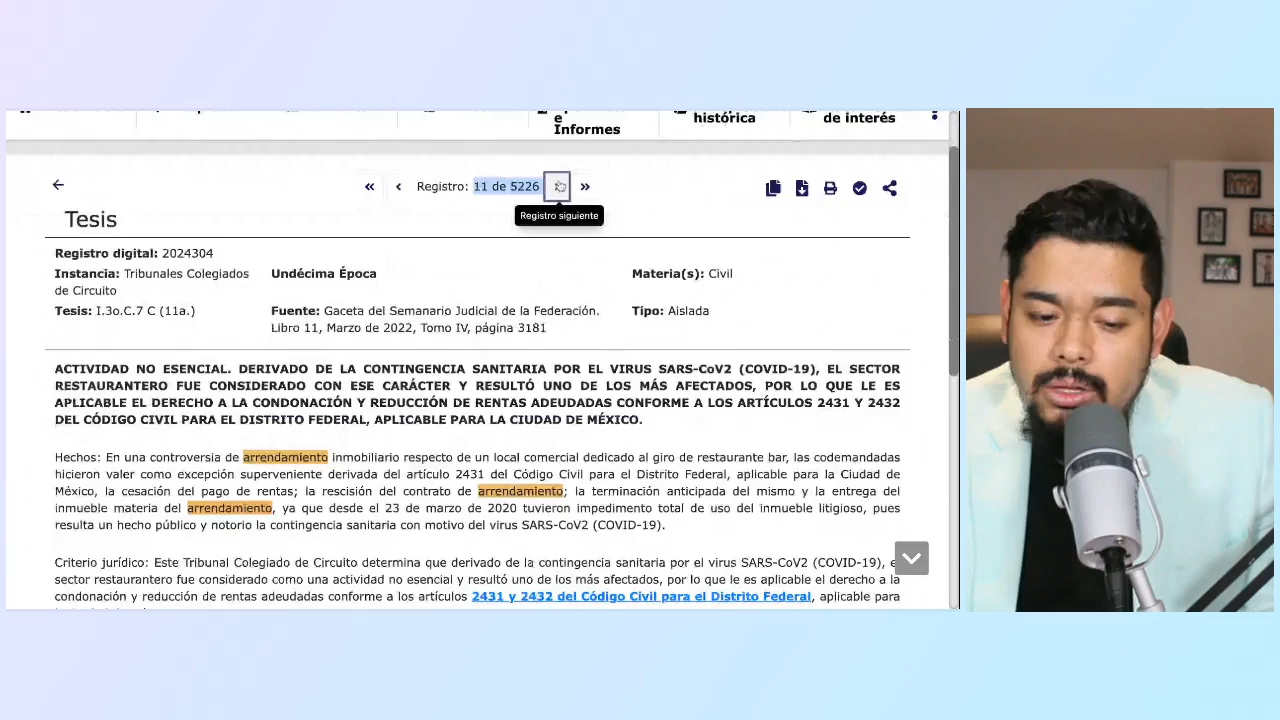 e
Informes
histórica
de interés
Registro: 11 de 5226
Registro siguiente
Tesis
Registro digital: 2024304
Instancia: Tribunales Colegiados de Circuito
Undécima Época
Materia(s): Civil
Tesis: I.3o.C.7 C (11a.)
Fuente: Gaceta del Semanario Judicial de la Federación.
Libro 11, Marzo de 2022, Tomo IV, página 3181
Tipo: Aislada
ACTIVIDAD NO ESENCIAL. DERIVADO DE LA CONTINGENCIA SANITARIA POR EL VIRUS SARS-CoV2 (COVID-19), EL SECTOR
RESTAURANTERO FUE CONSIDERADO CON ESE CARÁCTER Y RESULTÓ UNO DE LOS MÁS AFECTADOS, POR LO QUE LE ES
APLICABLE EL DERECHO A LA CONDONACIÓN Y REDUCCIÓN DE RENTAS ADEUDADAS CONFORME A LOS ARTÍCULOS 2431 Y 2432
DEL CÓDIGO CIVIL PARA EL DISTRITO FEDERAL, APLICABLE PARA LA CIUDAD DE MÉXICO.
Hechos: En una controversia de arrendamiento inmobiliario respecto de un local comercial dedicado al giro de restaurante bar, las codemandadas
hicieron valer como excepción superveniente derivada del artículo 2431 del Código Civil para el Distrito Federal, aplicable para la Ciudad de
México, la cesación del pago de rentas; la rescisión del contrato de arrendamiento; la terminación anticipada del mismo y la entrega del
inmueble materia del arrendamiento, ya que desde el 23 de marzo de 2020 tuvieron impedimento total de uso del inmueble litigioso, pues
resulta un hecho público y notorio la contingencia sanitaria con motivo del virus SARS-CoV2 (COVID-19).
Criterio jurídico: Este Tribunal Colegiado de Circuito determina que derivado de la contingencia sanitaria por el virus SARS-CoV2 (COVID-19), e
sector restaurantero fue considerado como una actividad no esencial y resultó uno de los más afectados, por lo que le es aplicable el derecho a la
condonación y reducción de rentas adeudadas conforme a los artículos 2431 y 2432 del Código Civil para el Distrito Federal, aplicable para